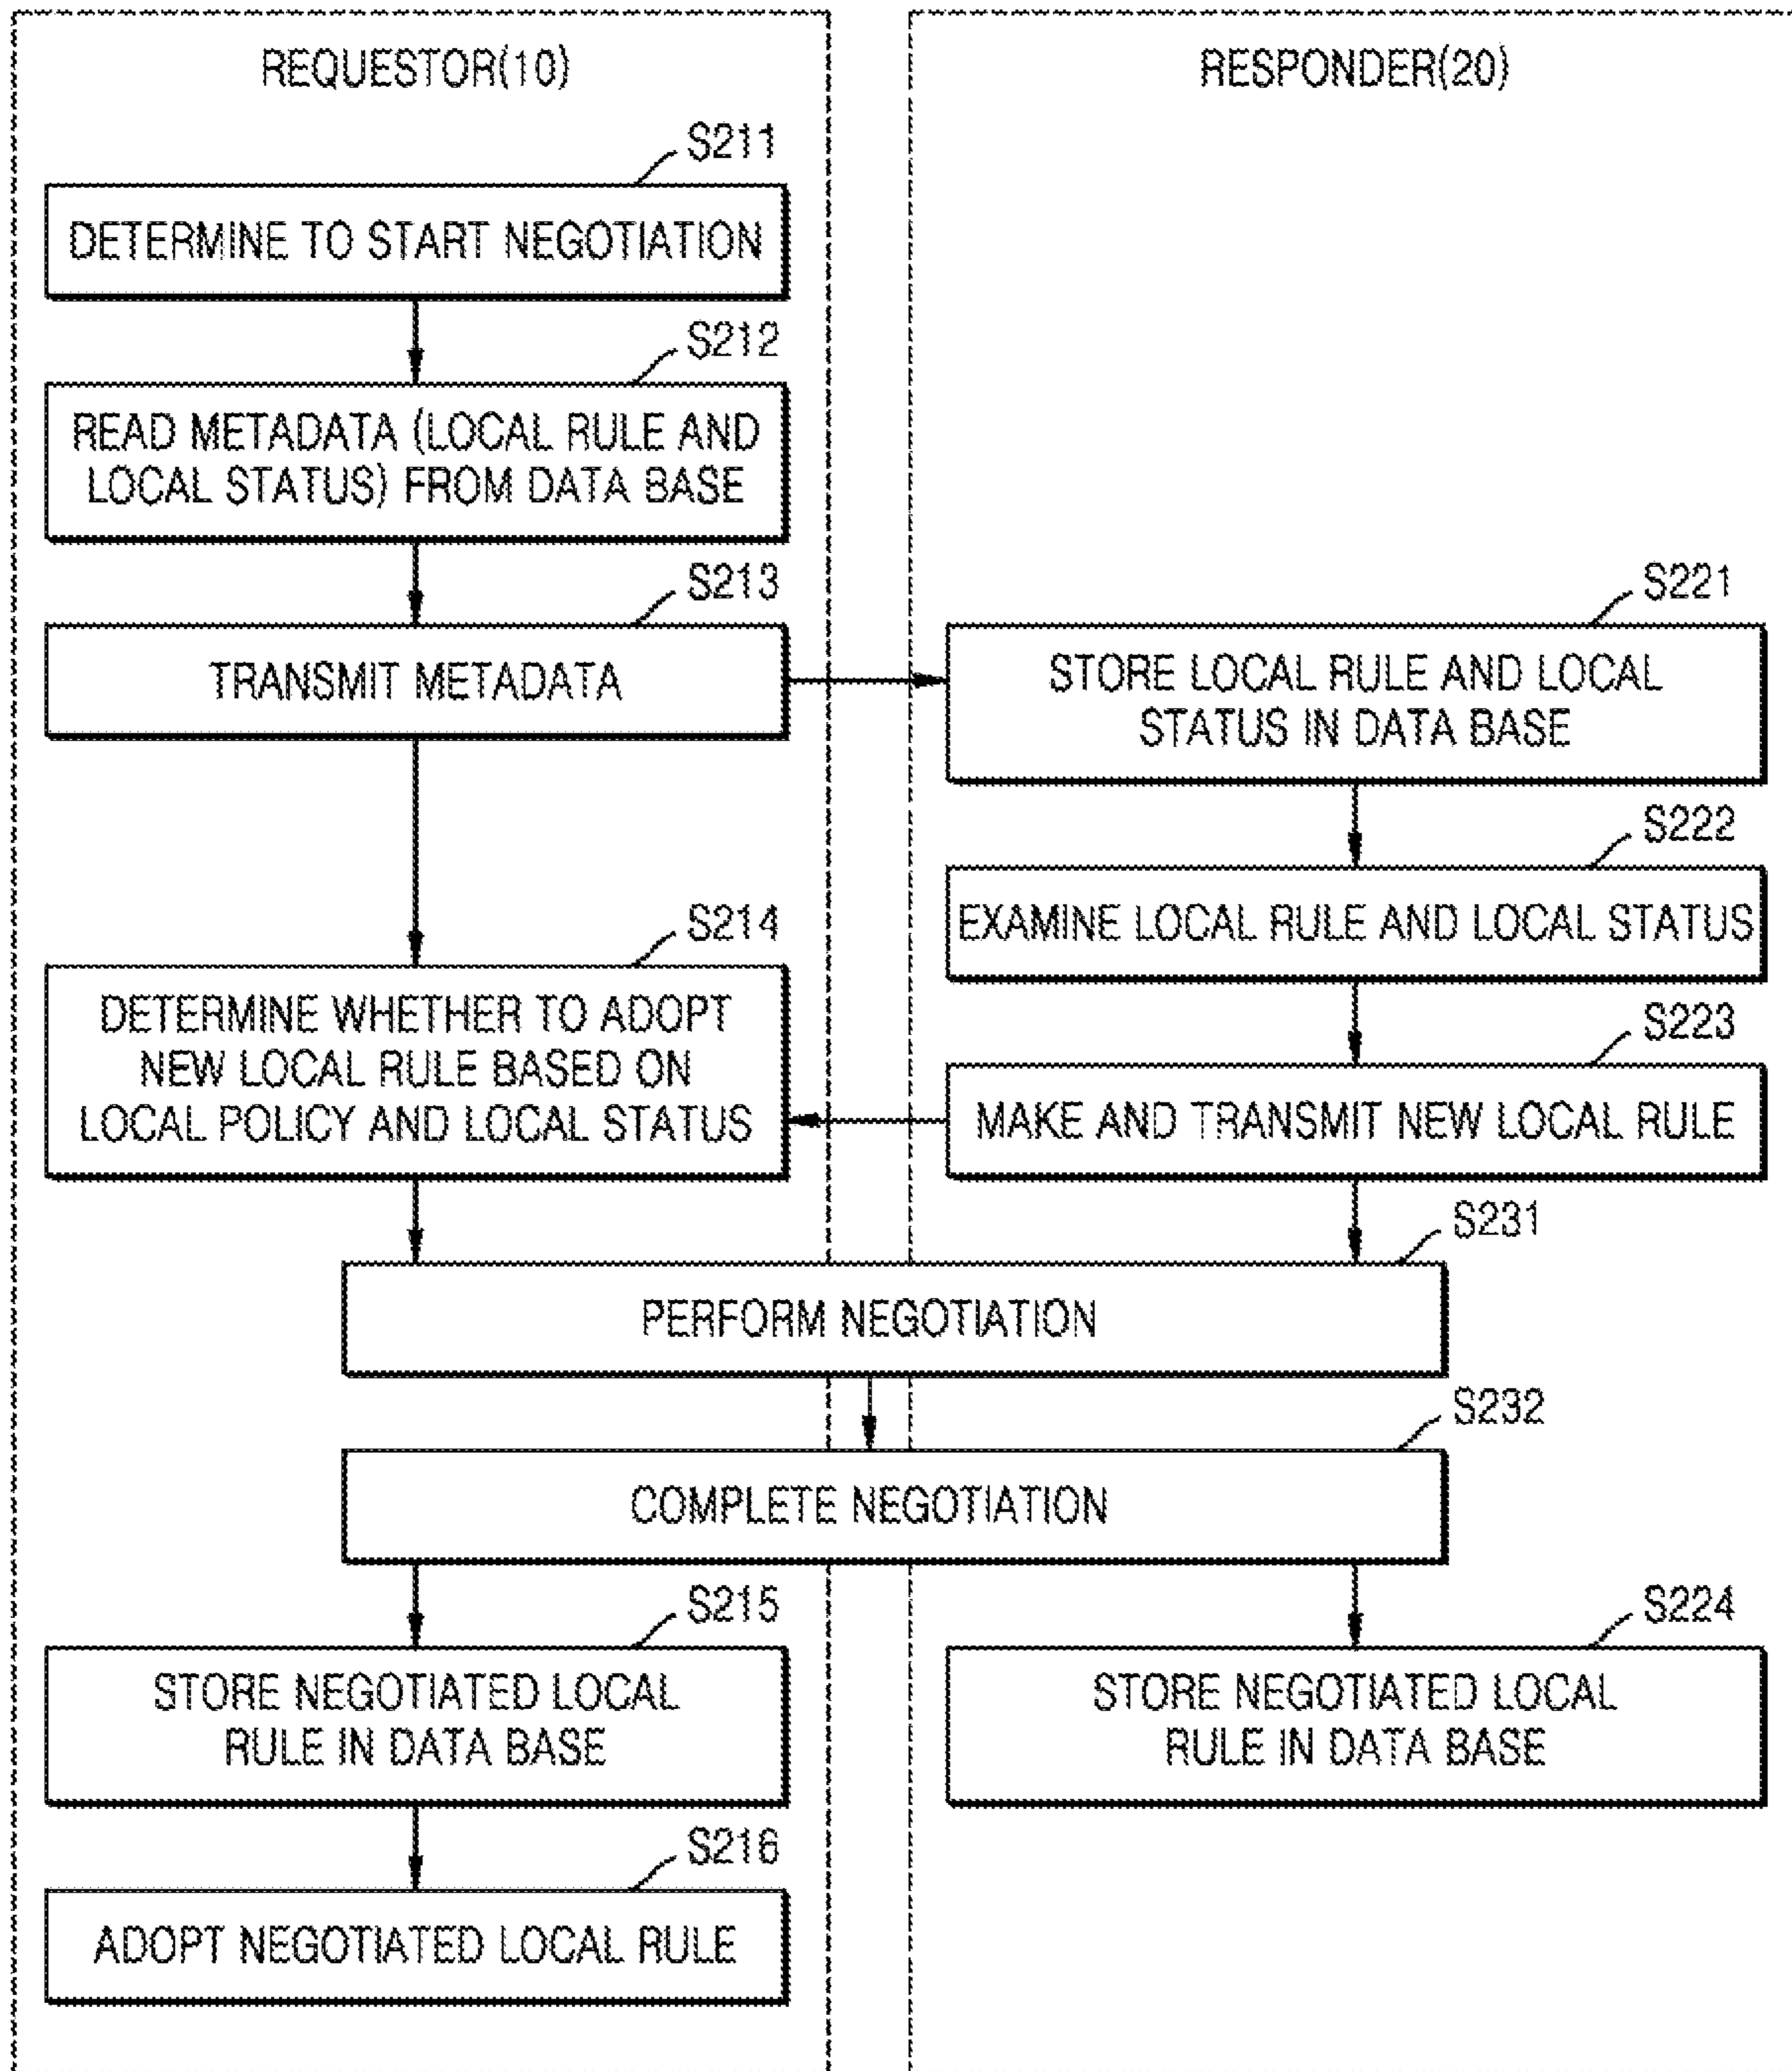 REQUESTOR(10)
RESPONDER(20)
S211
DETERMINE TO START NEGOTIATION
S212
READ METADATA (LOCAL RULE AND
LOCAL STATUS) FROM DATA BASE
S213
TRANSMIT METADATA
S221
STORE LOCAL RULE AND LOCAL
STATUS IN DATA BASE
S222
EXAMINE LOCAL RULE AND LOCAL STATUS
S214
DETERMINE WHETHER TO ADOPT
NEW LOCAL RULE BASED ON
LOCAL POLICY AND LOCAL STATUS
S223
MAKE AND TRANSMIT NEW LOCAL RULE
S231
PERFORM NEGOTIATION
S232
COMPLETE NEGOTIATION
S215
STORE NEGOTIATED LOCAL
RULE IN DATA BASE
S224
STORE NEGOTIATED LOCAL
RULE IN DATA BASE
S216
ADOPT NEGOTIATED LOCAL RULE